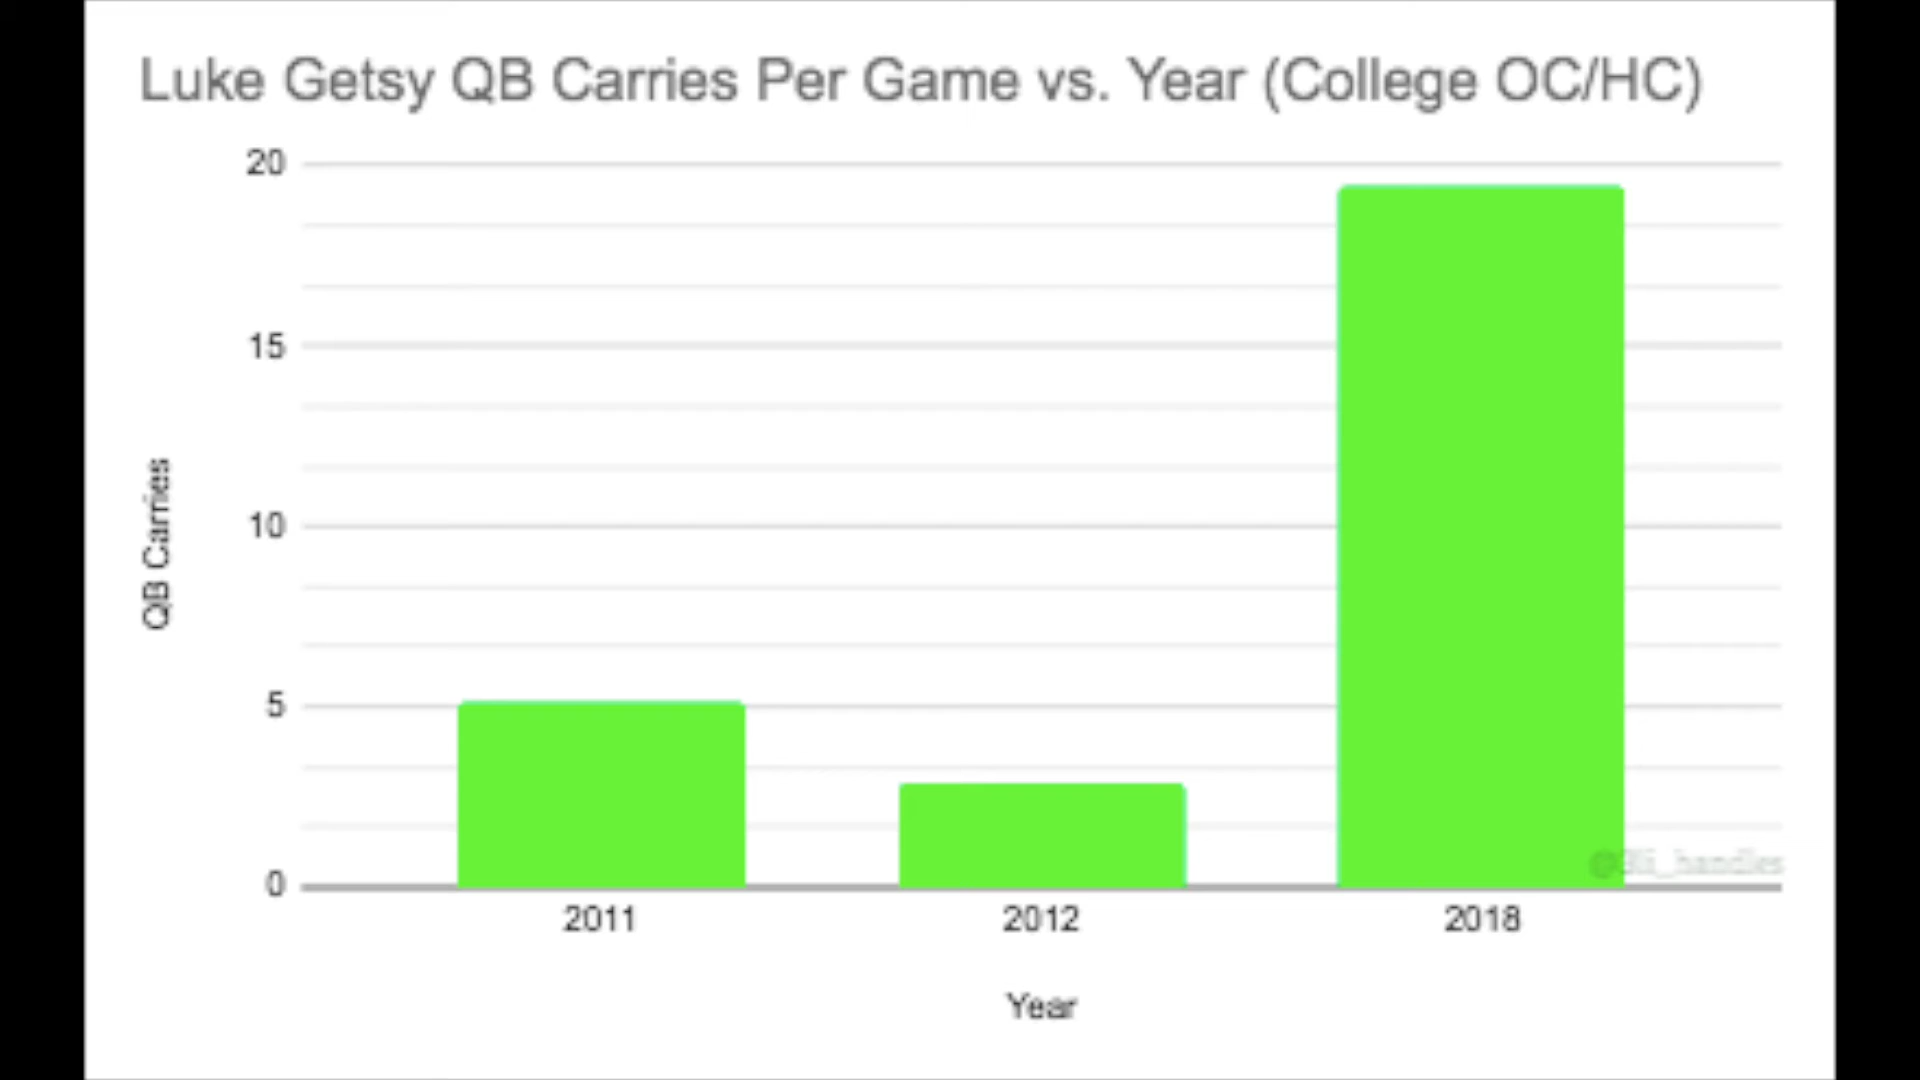 Luke Getsy QB Carries Per Game vs. Year (College OC/HC)
20
15
10
5
0
QB Carries
2011 2012 2018
Year